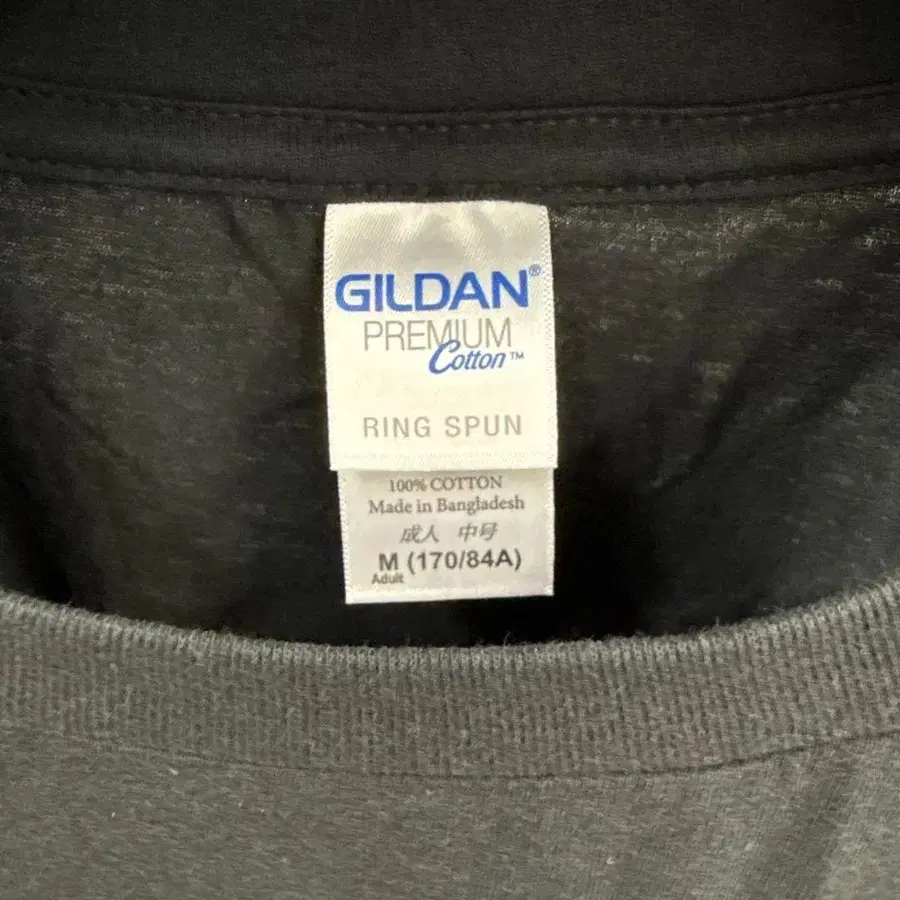 GILDAN®
PREMIUM
Cotton™
RING SPUN
100% COTTON
Made in Bangladesh
成人 中号
M (170/84A)
Adult